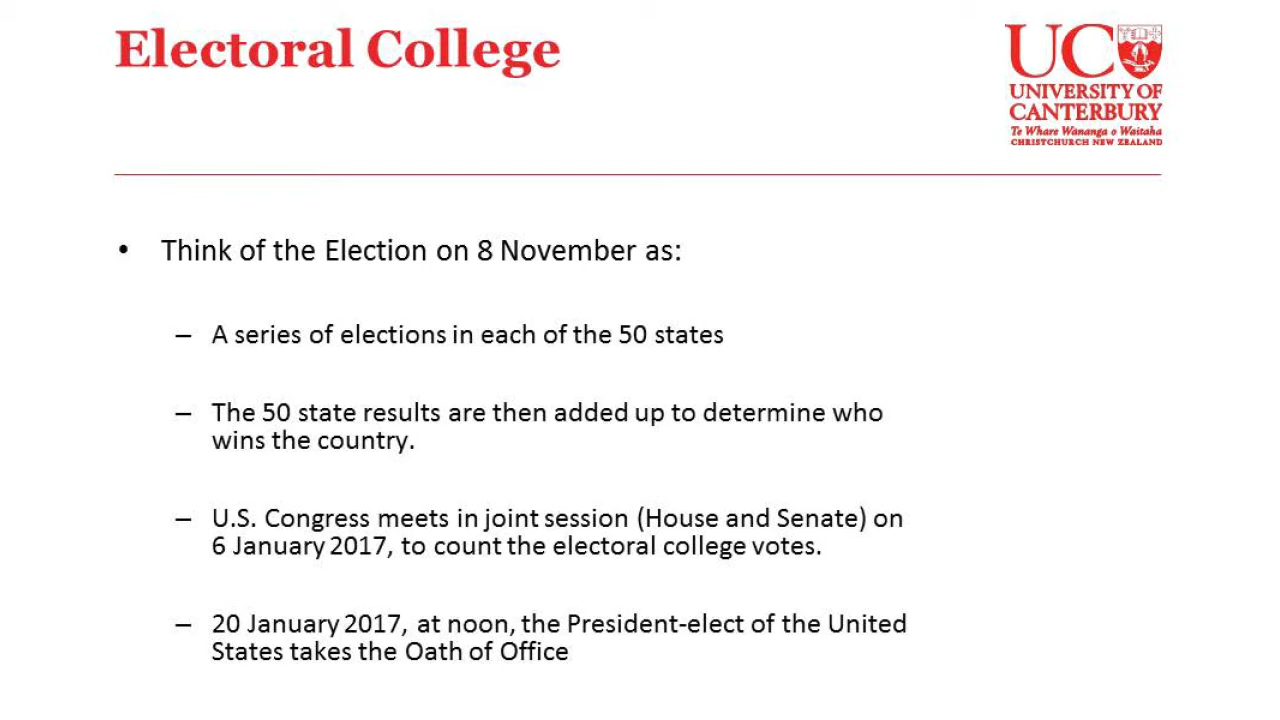 Electoral College
UC
UNIVERSITY OF
CANTERBURY
Te Whare Wānanga o Waitaha
CHRISTCHURCH NEW ZEALAND
• Think of the Election on 8 November as:
– A series of elections in each of the 50 states
– The 50 state results are then added up to determine who
wins the country.
– U.S. Congress meets in joint session (House and Senate) on
6 January 2017, to count the electoral college votes.
– 20 January 2017, at noon, the President-elect of the United
States takes the Oath of Office